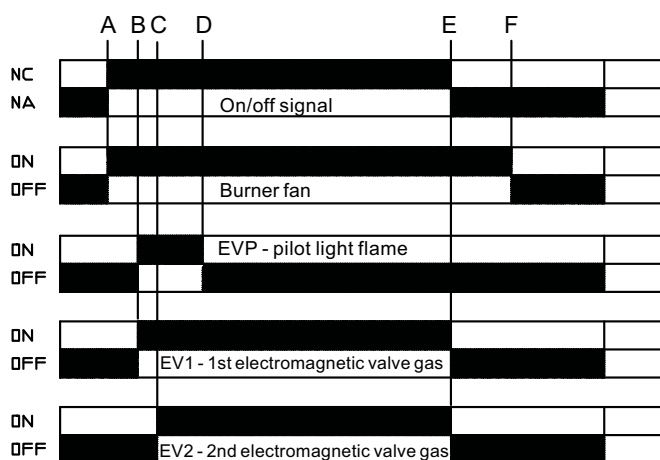 A B C D E F
NC
NA On/off signal
ON
OFF Burner fan
ON EVP - pilot light flame
OFF
ON
OFF EV1 - 1st electromagnetic valve gas
ON
OFF EV2 - 2nd electromagnetic valve gas